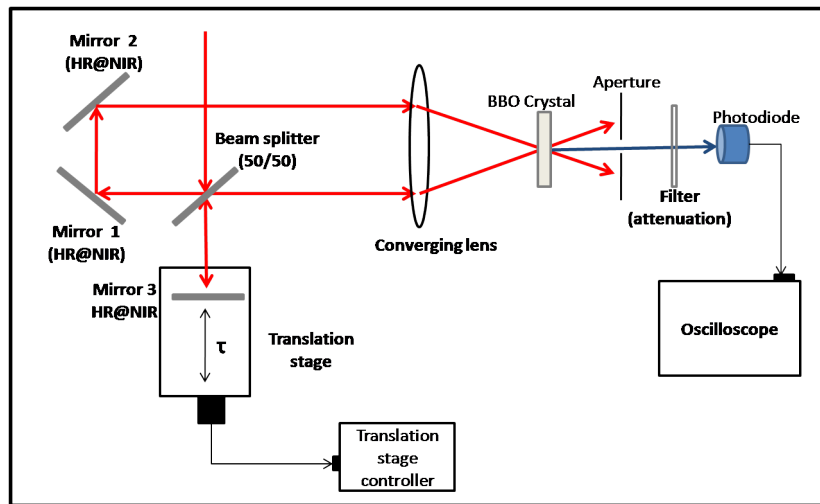 Mirror 2
(HR@NIR)
Beam splitter
(50/50)
Mirror 1
(HR@NIR)
Converging lens
BBO Crystal
Aperture
Photodiode
Filter
(attenuation)
Mirror 3
HR@NIR
τ
Translation
stage
Oscilloscope
Translation
stage
controller